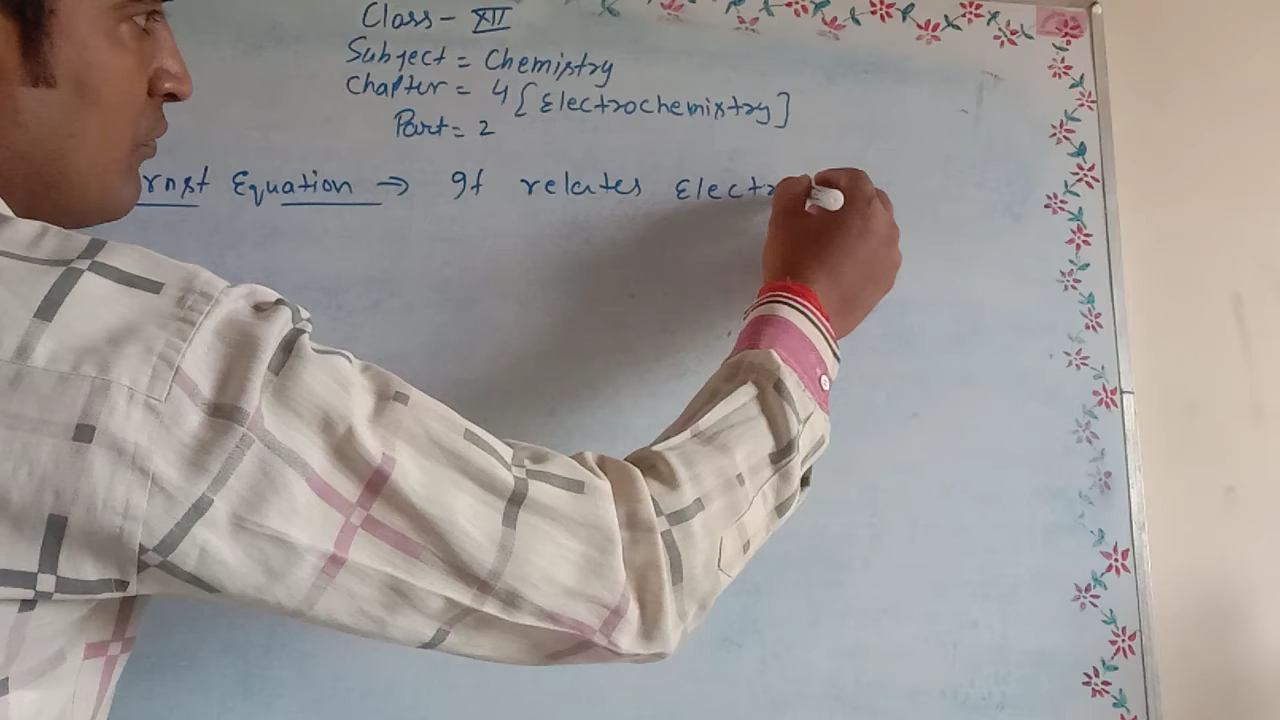 Class - XII
Subject = Chemistry
Chapter = 4 [Electrochemistry]
Part = 2
rnst Equation → It relates Electr